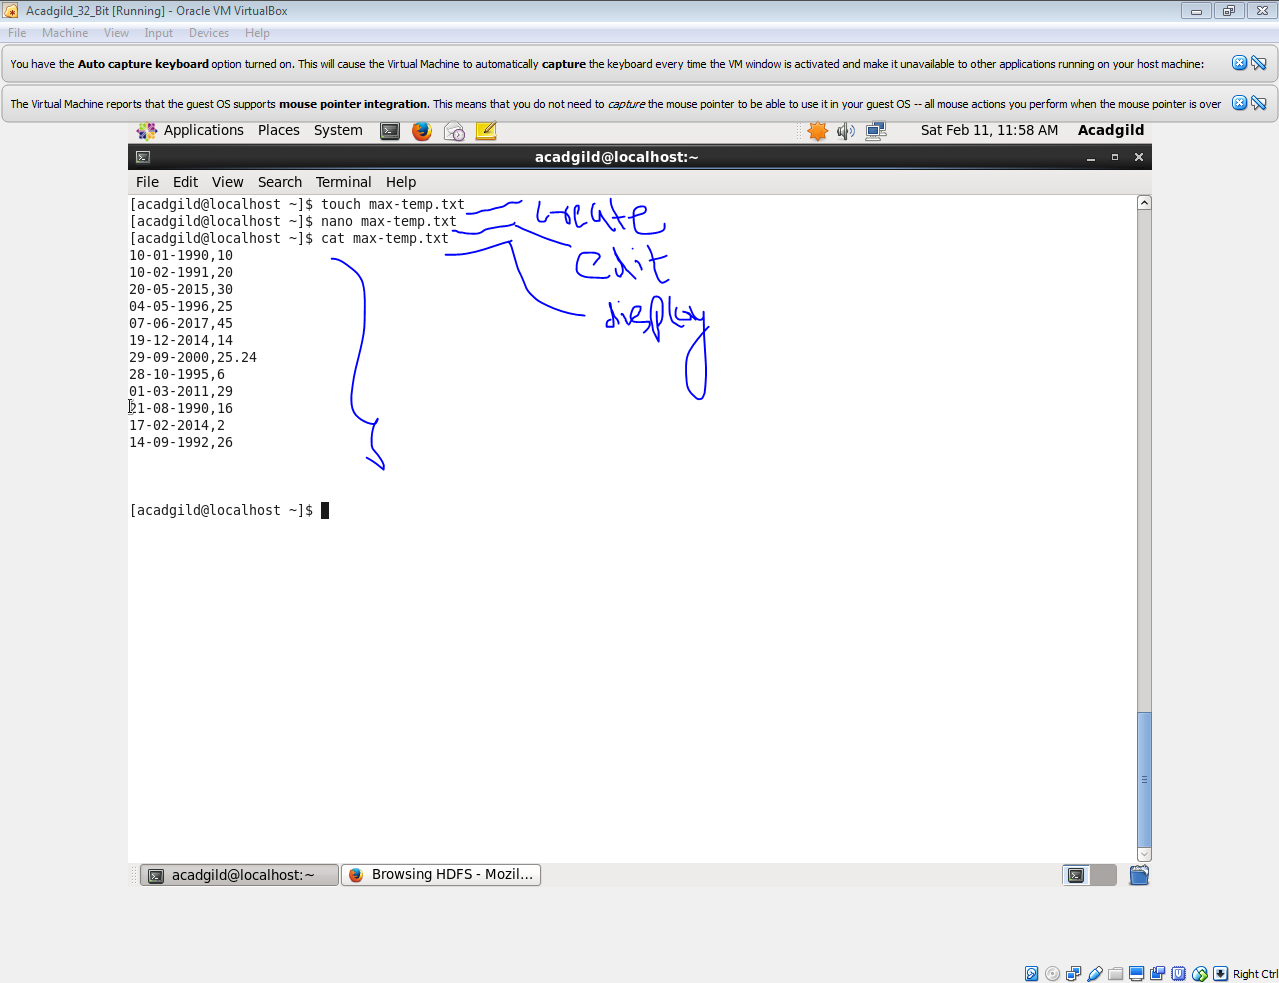 Acadgild_32_Bit [Running] - Oracle VM VirtualBox
File Machine View Input Devices Help
You have the Auto capture keyboard option turned on. This will cause the Virtual Machine to automatically capture the keyboard every time the VM window is activated and make it unavailable to other applications running on your host machine:
The Virtual Machine reports that the guest OS supports mouse pointer integration. This means that you do not need to capture the mouse pointer to be able to use it in your guest OS -- all mouse actions you perform when the mouse pointer is over
Applications Places System Sat Feb 11, 11:58 AM Acadgild
acadgild@localhost:~
File Edit View Search Terminal Help
[acadgild@localhost ~]$ touch max-temp.txt
create
[acadgild@localhost ~]$ nano max-temp.txt
[acadgild@localhost ~]$ cat max-temp.txt
10-01-1990,10
edit
10-02-1991,20
20-05-2015,30
04-05-1996,25
display
07-06-2017,45
19-12-2014,14
29-09-2000,25.24
28-10-1995,6
01-03-2011,29
21-08-1990,16
17-02-2014,2
14-09-1992,26
[acadgild@localhost ~]$
acadgild@localhost:~ Browsing HDFS - Mozil...
Right Ctrl